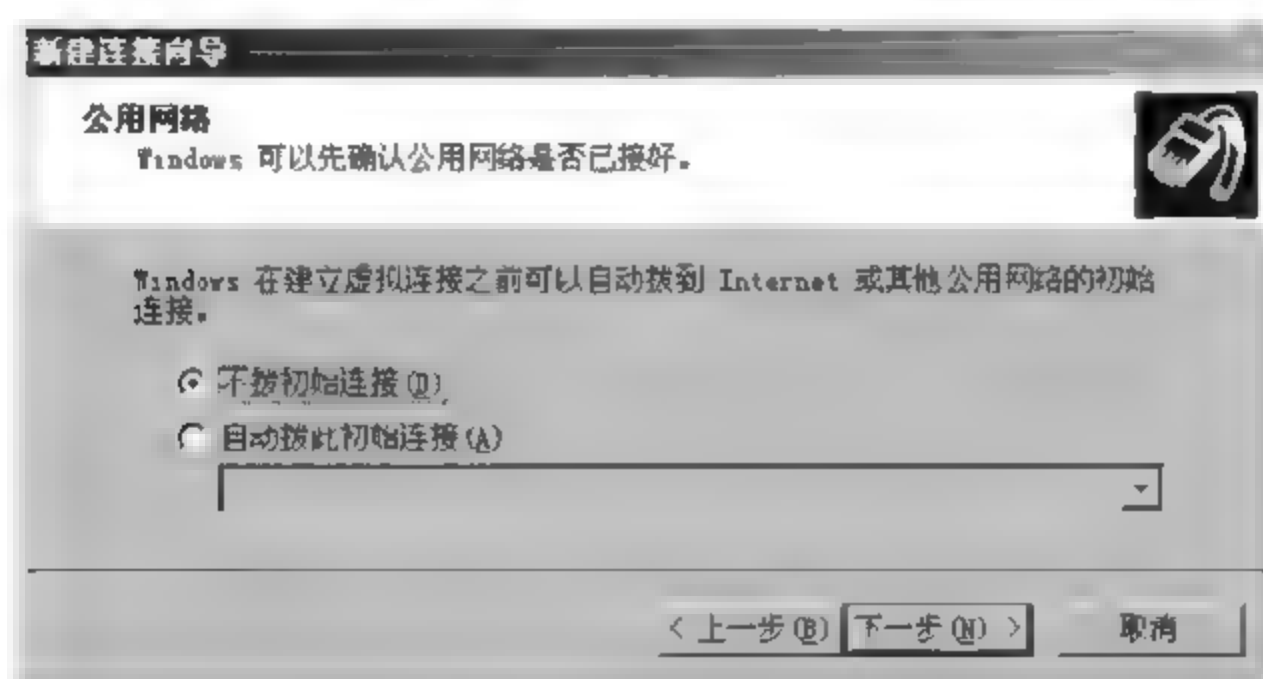 新建连接向导
公用网络
Windows 可以先确认公用网络是否已接好。
Windows 在建立虚拟连接之前可以自动拨到 Internet 或其他公用网络的初始
连接。
不拨初始连接(D)
自动拨此初始连接(A)
< 上一步(B) 下一步(N) > 取消